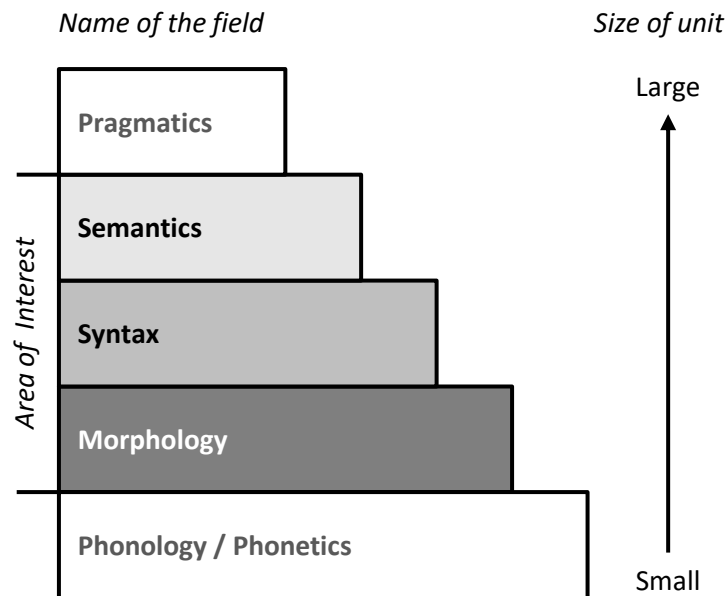 Name of the field
Size of unit
Large
Pragmatics
Semantics
Area of Interest
Syntax
Morphology
Phonology / Phonetics
Small